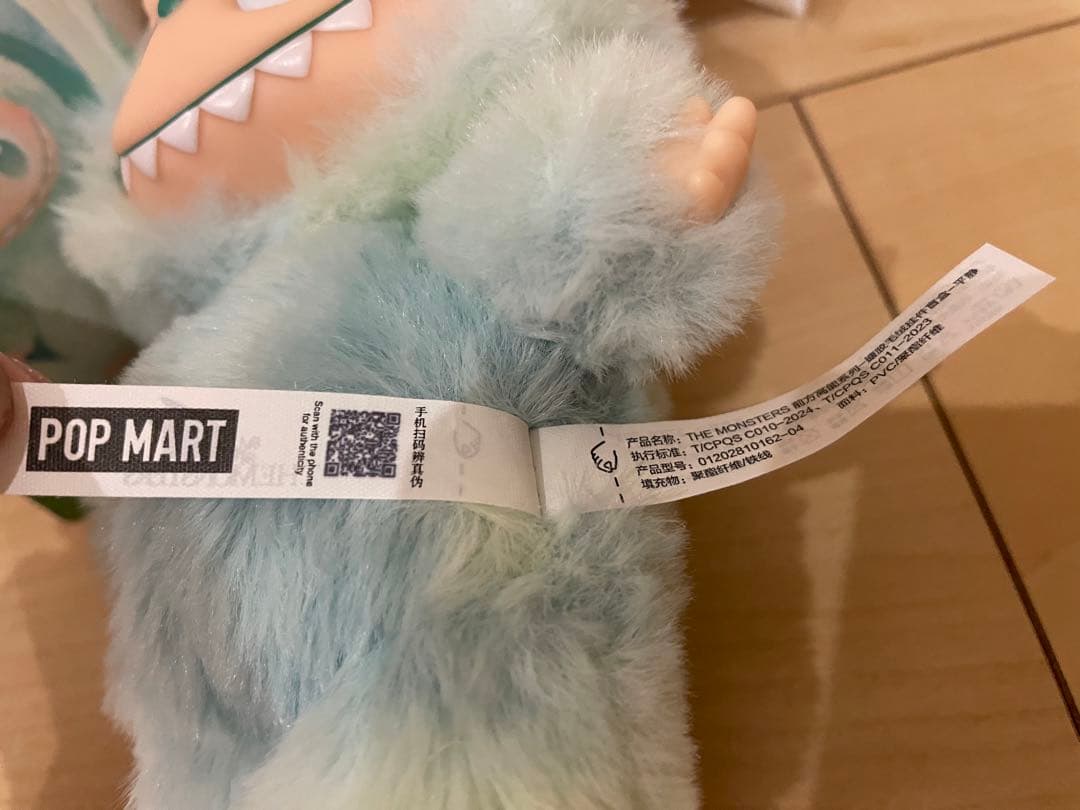 POP MART
Scan with the phone
for authenticity
手机扫码辨真伪
产品名称：THE MONSTERS 前方高能系列-搪胶毛绒挂件盲盒-平静
执行标准：T/CPQS C010-2024、T/CPQS C011-2023
产品型号：01202810162-04
面料：PVC/聚酯纤维
填充物：聚酯纤维/铁线